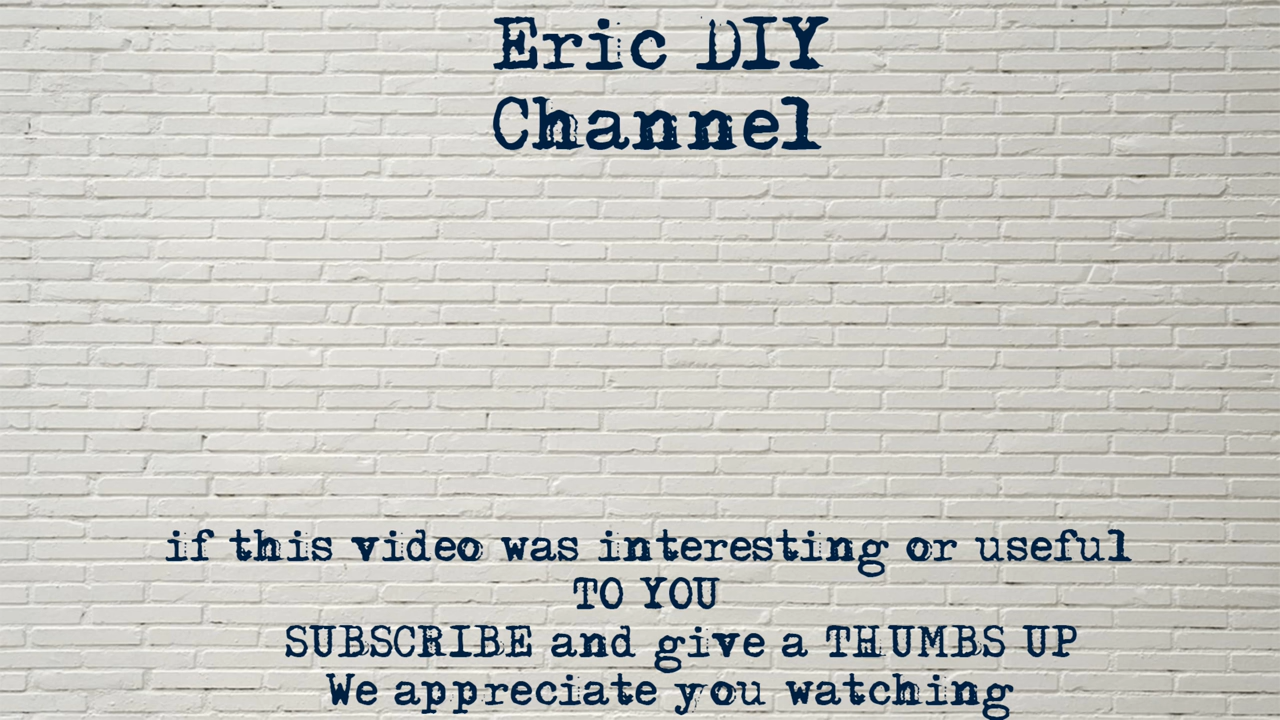 Eric DIY
Channel
if this video was interesting or useful
TO YOU
SUBSCRIBE and give a THUMBS UP
We appreciate you watching